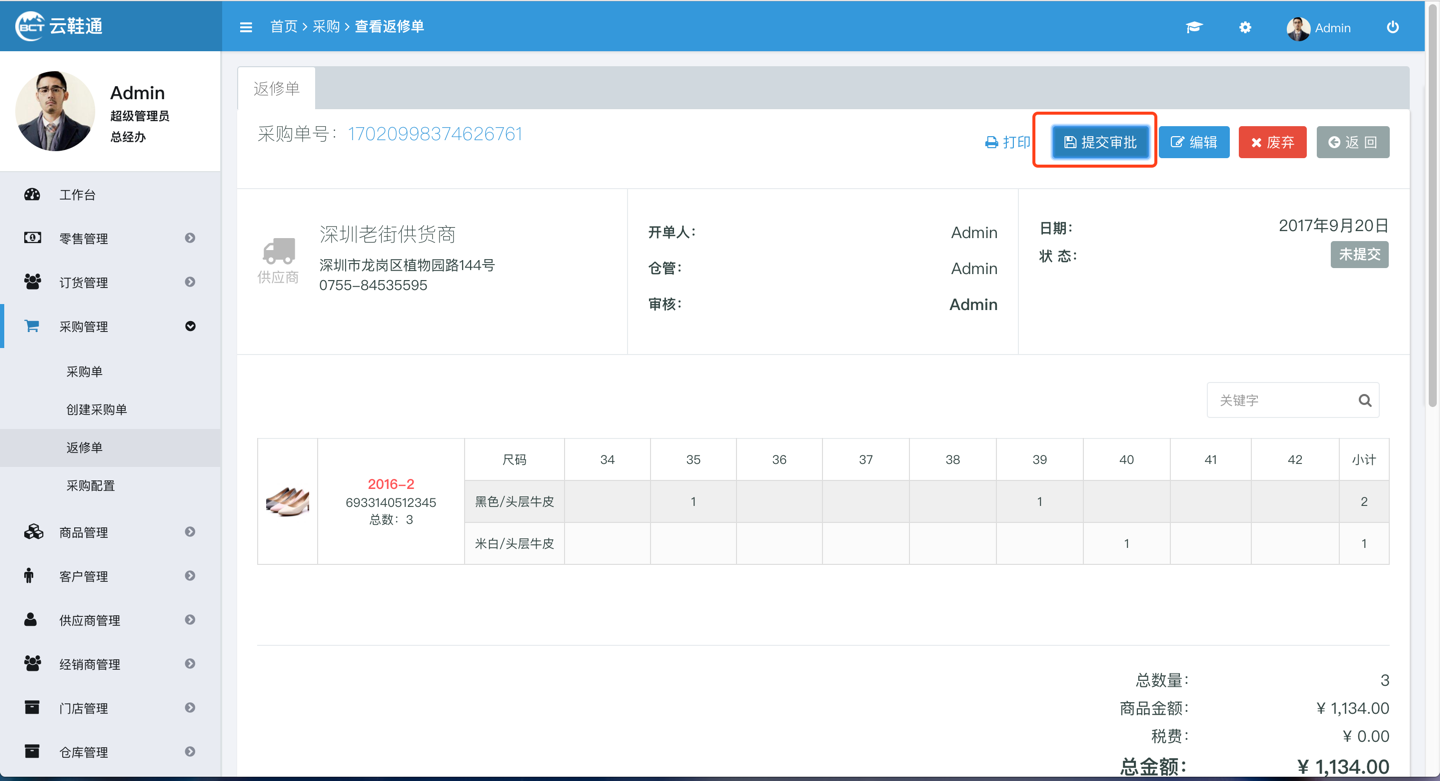 BCT 云鞋通
首页 > 采购 > 查看返修单
Admin
Admin
超级管理员
总经办
工作台
零售管理
订货管理
采购管理
采购单
创建采购单
返修单
采购配置
商品管理
客户管理
供应商管理
经销商管理
门店管理
仓库管理
返修单
采购单号：17020998374626761
打印 提交审批 编辑 废弃 返 回
供应商
深圳老街供货商
深圳市龙岗区植物园路144号
0755-84535595
开单人： Admin
仓管： Admin
审核： Admin
日期： 2017年9月20日
状 态： 未提交
关键字
2016-2
6933140512345
总数：3
尺码 34 35 36 37 38 39 40 41 42 小计
黑色/头层牛皮 1 1 2
米白/头层牛皮 1 1
总数量： 3
商品金额： ¥ 1,134.00
税费： ¥ 0.00
总金额： ¥ 1,134.00